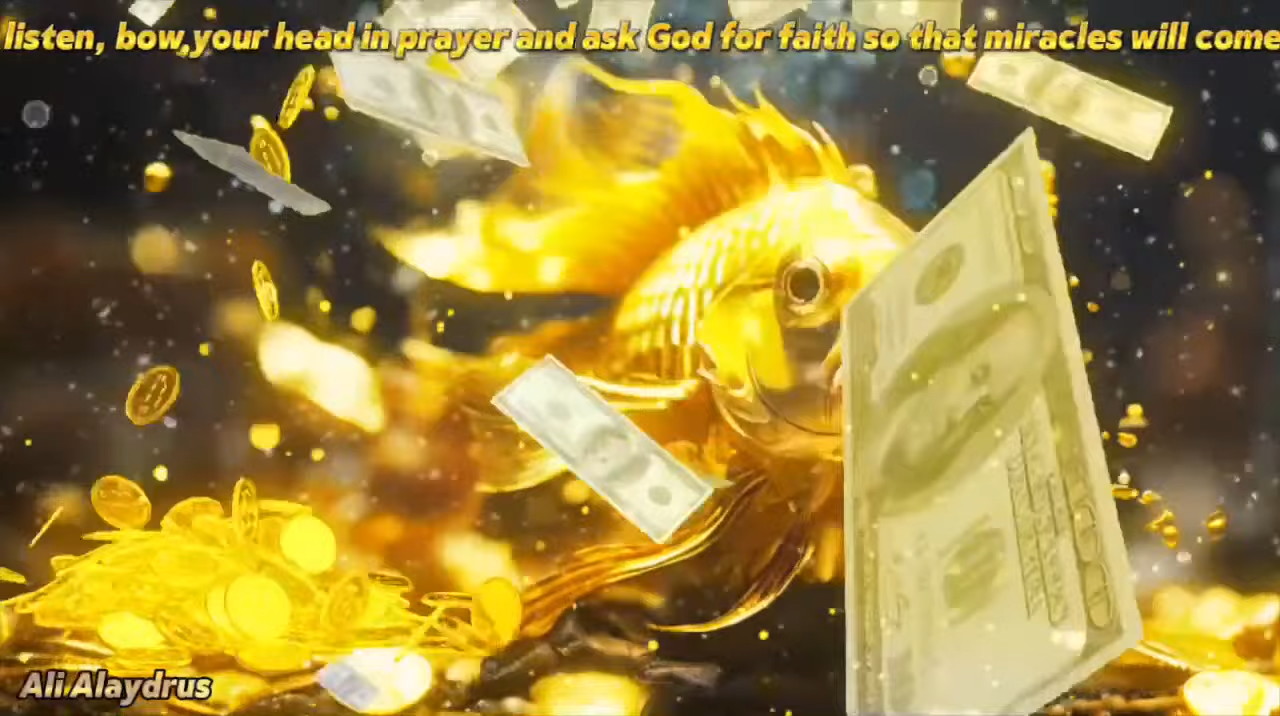 listen, bow your head in prayer and ask God for faith so that miracles will come
Ali Alaydrus